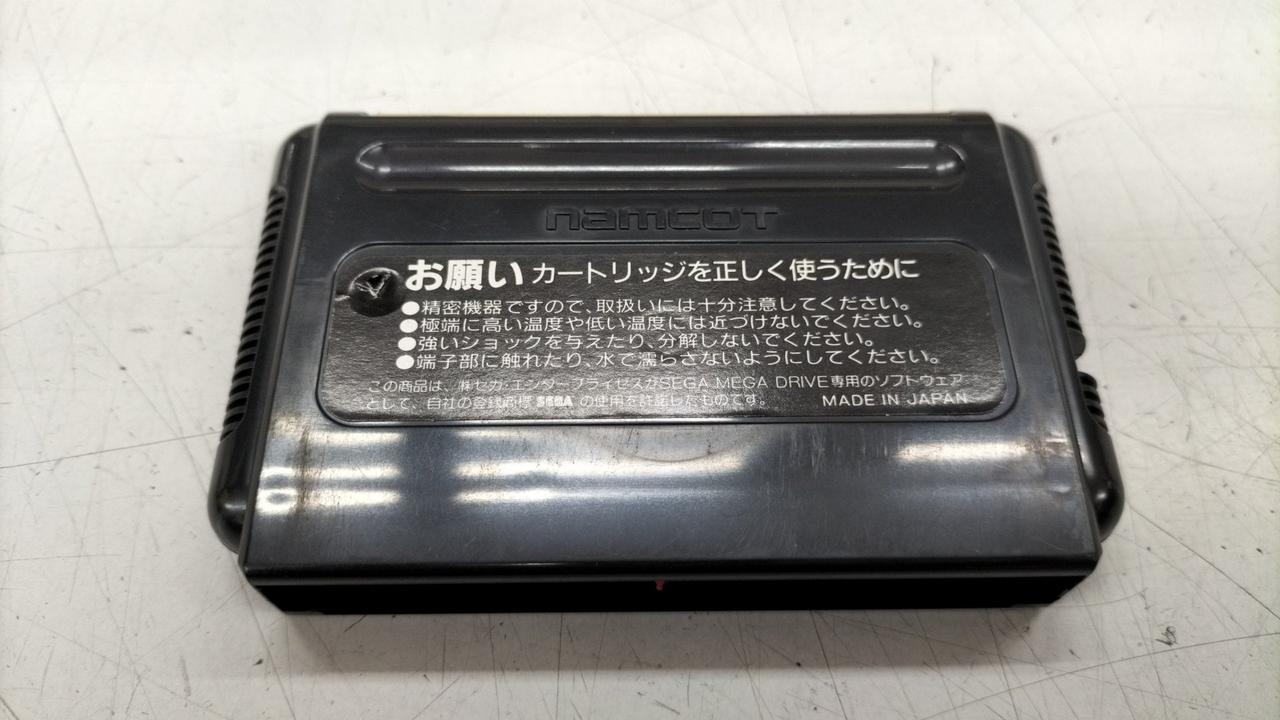 namcot
お願い カートリッジを正しく使うために
●精密機器ですので、取扱いには十分注意してください。
●極端に高い温度や低い温度には近づけないでください。
●強いショックを与えたり、分解しないでください。
●端子部に触れたり、水で濡らさないようにしてください。
この商品は、㈱セガ・エンタープライゼスがSEGA MEGA DRIVE専用のソフトウェア
として、自社の登録商標 SEGA の使用を許諾したものです。 MADE IN JAPAN